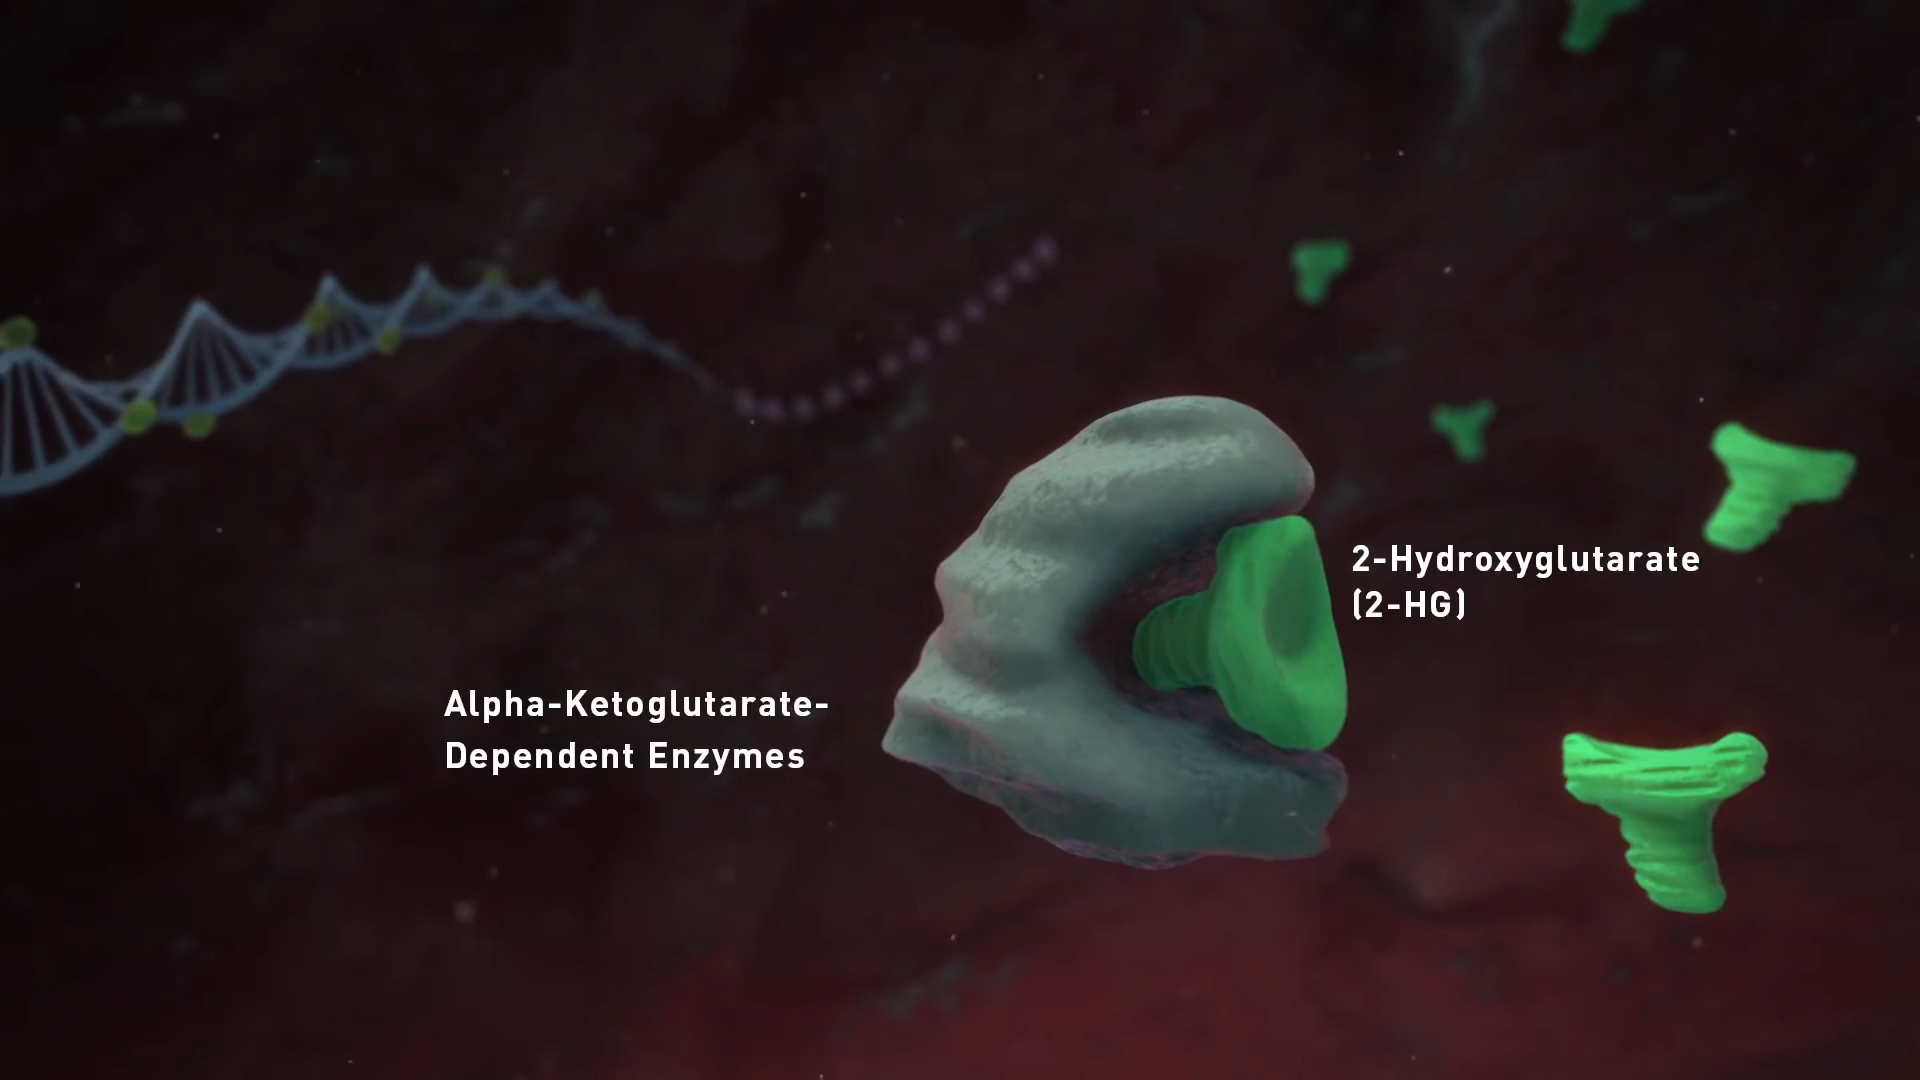 2-Hydroxyglutarate
(2-HG)
Alpha-Ketoglutarate-
Dependent Enzymes